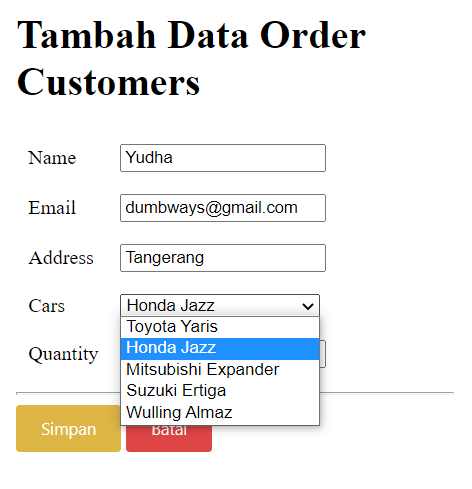 Tambah Data Order
Customers
Name
Yudha
Email
dumbways@gmail.com
Address
Tangerang
Cars
Honda Jazz
Toyota Yaris
Honda Jazz
Mitsubishi Expander
Suzuki Ertiga
Wulling Almaz
Quantity
Simpan
Batal